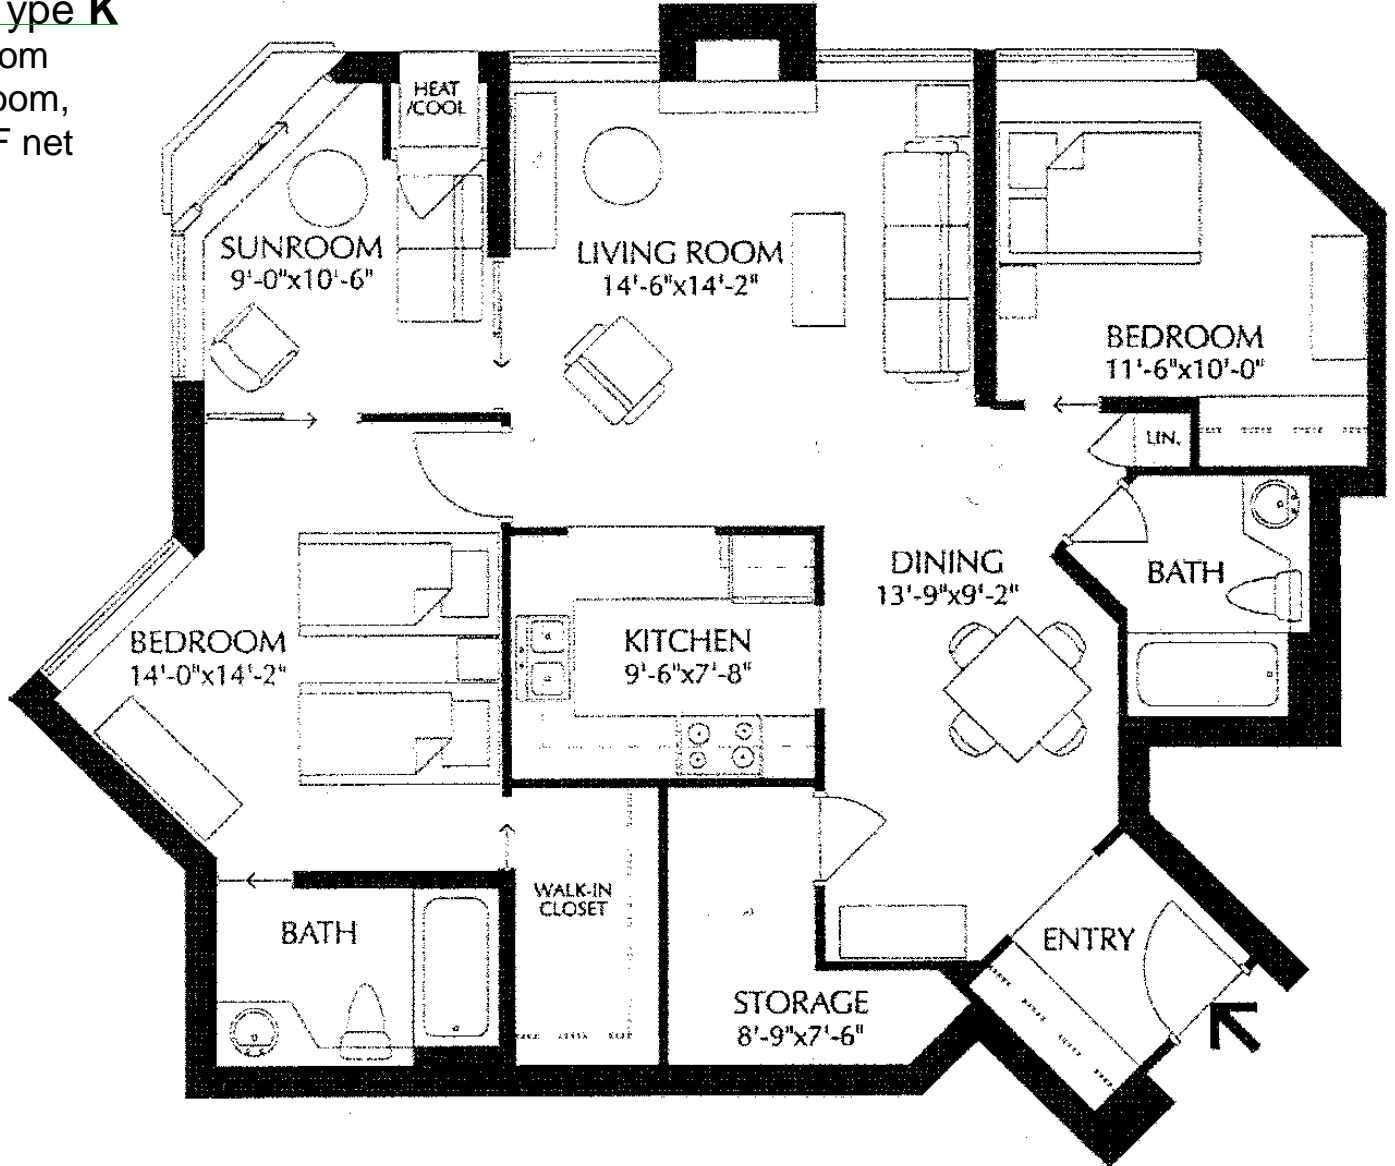 ype K
om
oom,
F net
HEAT
/COOL
SUNROOM
9'-0"x10'-6"
LIVING ROOM
14'-6"x14'-2"
BEDROOM
11'-6"x10'-0"
LIN.
DINING
13'-9"x9'-2"
BATH
BEDROOM
14'-0"x14'-2"
KITCHEN
9'-6"x7'-8"
WALK-IN
CLOSET
BATH
ENTRY
STORAGE
8'-9"x7'-6"